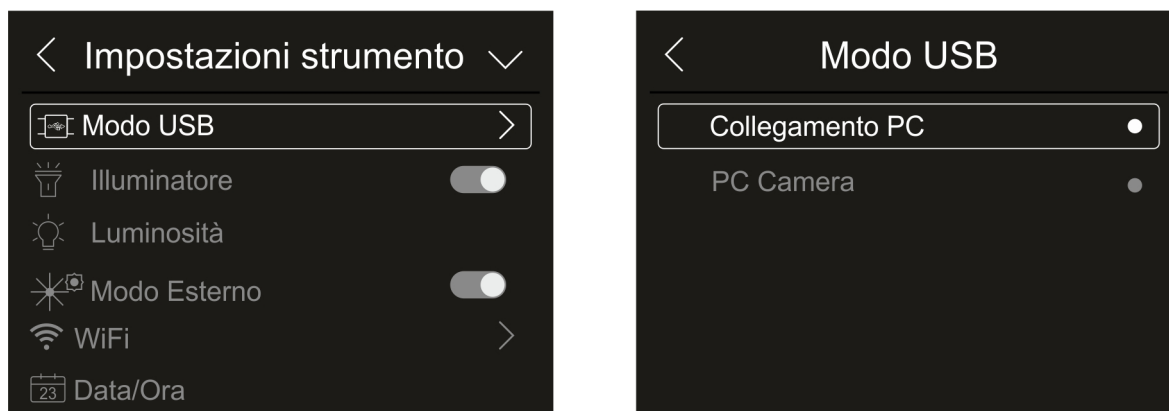 Impostazioni strumento
Modo USB
Illuminatore
Luminosità
Modo Esterno
WiFi
23 Data/Ora
Modo USB
Collegamento PC
PC Camera